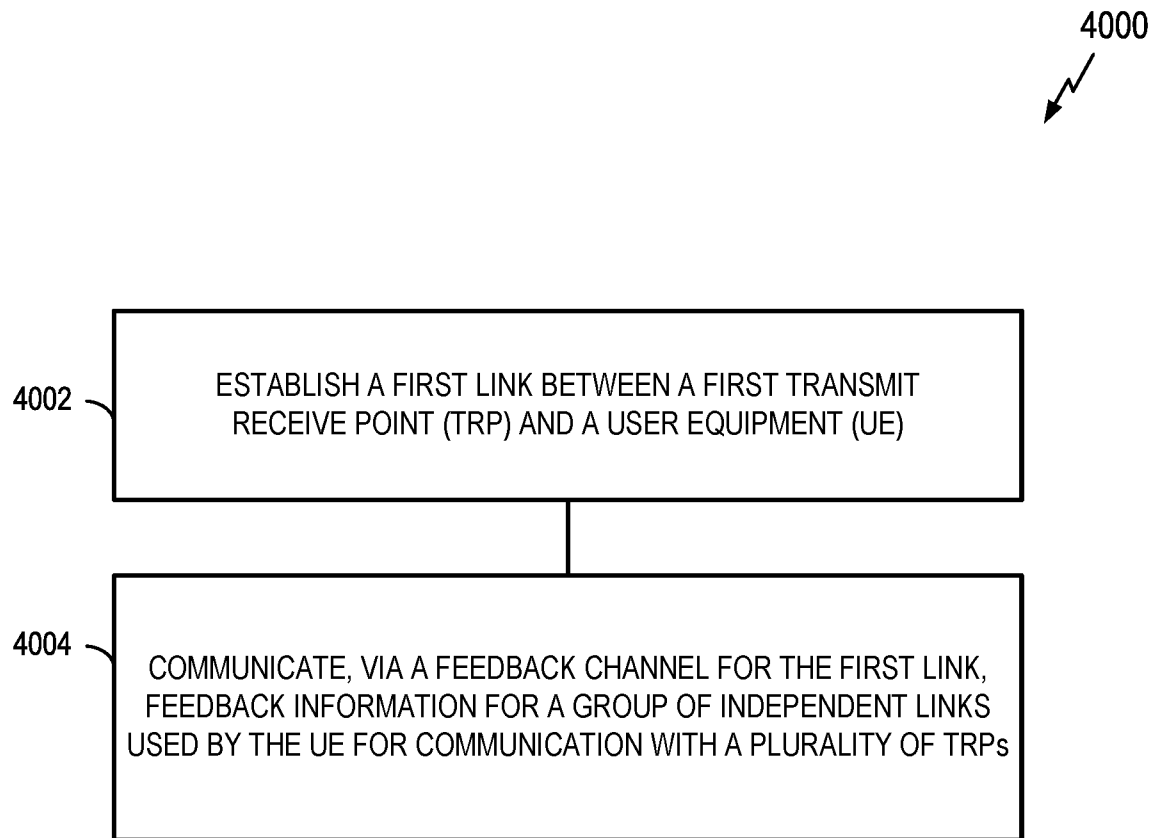 4000
4002
ESTABLISH A FIRST LINK BETWEEN A FIRST TRANSMIT
RECEIVE POINT (TRP) AND A USER EQUIPMENT (UE)
4004
COMMUNICATE, VIA A FEEDBACK CHANNEL FOR THE FIRST LINK,
FEEDBACK INFORMATION FOR A GROUP OF INDEPENDENT LINKS
USED BY THE UE FOR COMMUNICATION WITH A PLURALITY OF TRPs